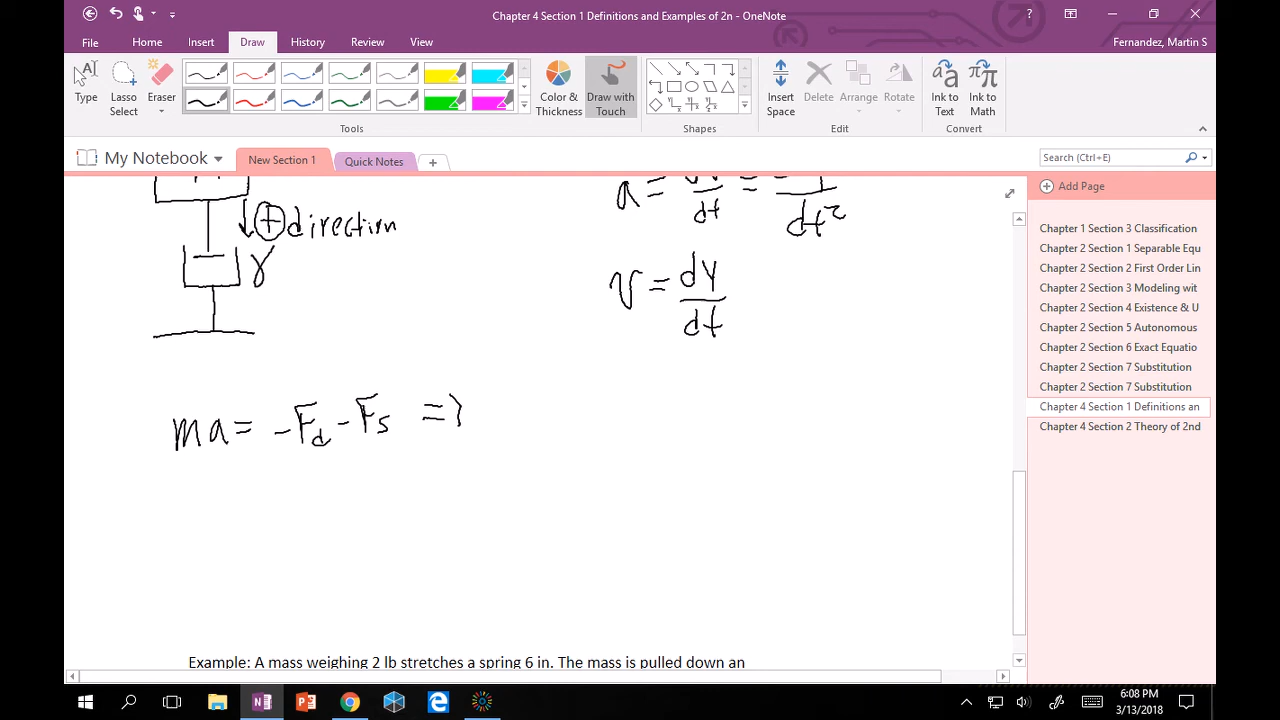 Chapter 4 Section 1 Definitions and Examples of 2n - OneNote
?
File
Home
Insert
Draw
History
Review
View
Fernandez, Martin S
Type
Lasso Select
Eraser
Color & Thickness
Draw with Touch
Insert Space
Delete
Arrange
Rotate
Ink to Text
Ink to Math
Tools
Shapes
Edit
Convert
My Notebook
New Section 1
Quick Notes
+
Search (Ctrl+E)
Add Page
Chapter 1 Section 3 Classification
Chapter 2 Section 1 Separable Equ
Chapter 2 Section 2 First Order Lin
Chapter 2 Section 3 Modeling wit
Chapter 2 Section 4 Existence & U
Chapter 2 Section 5 Autonomous
Chapter 2 Section 6 Exact Equatio
Chapter 2 Section 7 Substitution
Chapter 2 Section 7 Substitution
Chapter 4 Section 1 Definitions an
Chapter 4 Section 2 Theory of 2nd
↓ ⊕ direction
γ
a = dt = dt²
v = dy/dt
ma = -Fd - Fs =>
Example: A mass weighing 2 lb stretches a spring 6 in. The mass is pulled down an
6:08 PM
3/13/2018